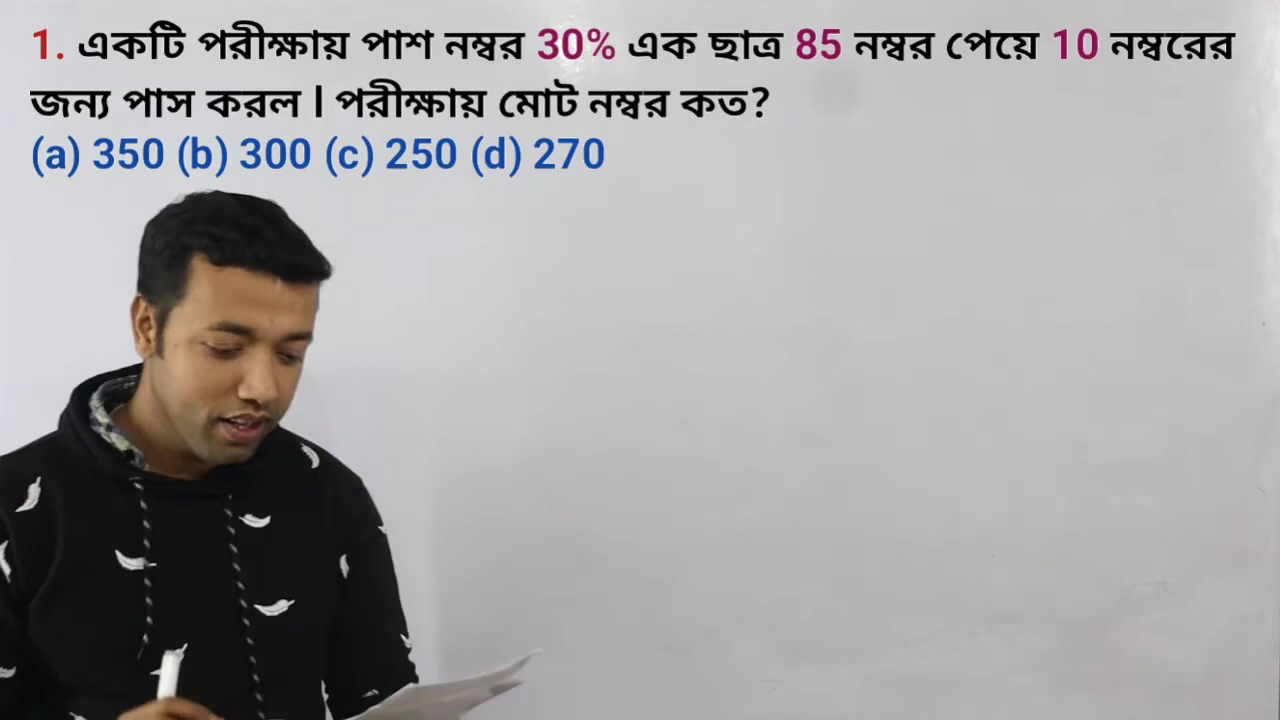 1. একটি পরীক্ষায় পাশ নম্বর 30% এক ছাত্র 85 নম্বর পেয়ে 10 নম্বরের
জন্য পাস করল l পরীক্ষায় মোট নম্বর কত?
(a) 350 (b) 300 (c) 250 (d) 270